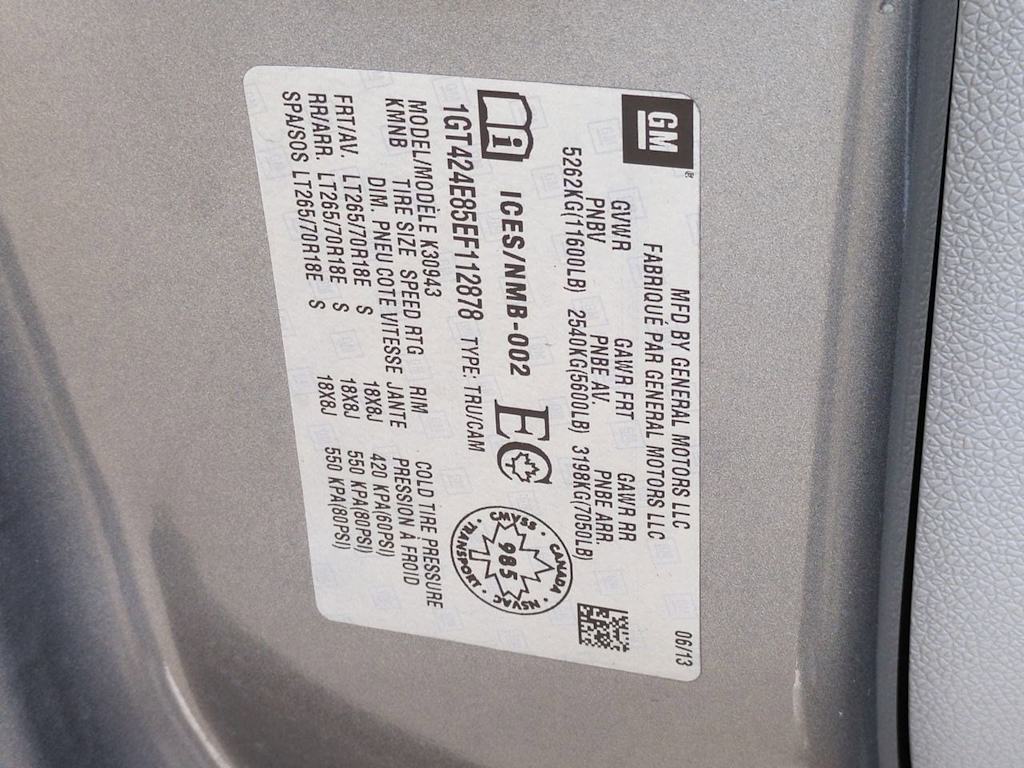 GM
MFD BY GENERAL MOTORS LLC 06/13
FABRIQUÉ PAR GENERAL MOTORS LLC
GVWR GAWR FRT GAWR RR
PNBV PNBE AV. PNBE ARR.
5262KG(11600LB) 2540KG(5600LB) 3198KG(7050LB)
ICES/NMB-002 EC
CANADA · CMVSS · TRANSPORT · NSVAC ·
985
1GT424E85EF112878 TYPE: TRU/CAM
MODEL/MODÈLE K30943
KMNB TIRE SIZE SPEED RTG RIM COLD TIRE PRESSURE
DIM. PNEU COTE VITESSE JANTE PRESSION À FROID
FRT/AV. LT265/70R18E S 18X8J 420 KPA(60PSI)
RR/ARR. LT265/70R18E S 18X8J 550 KPA(80PSI)
SPA/SOS LT265/70R18E S 18X8J 550 KPA(80PSI)